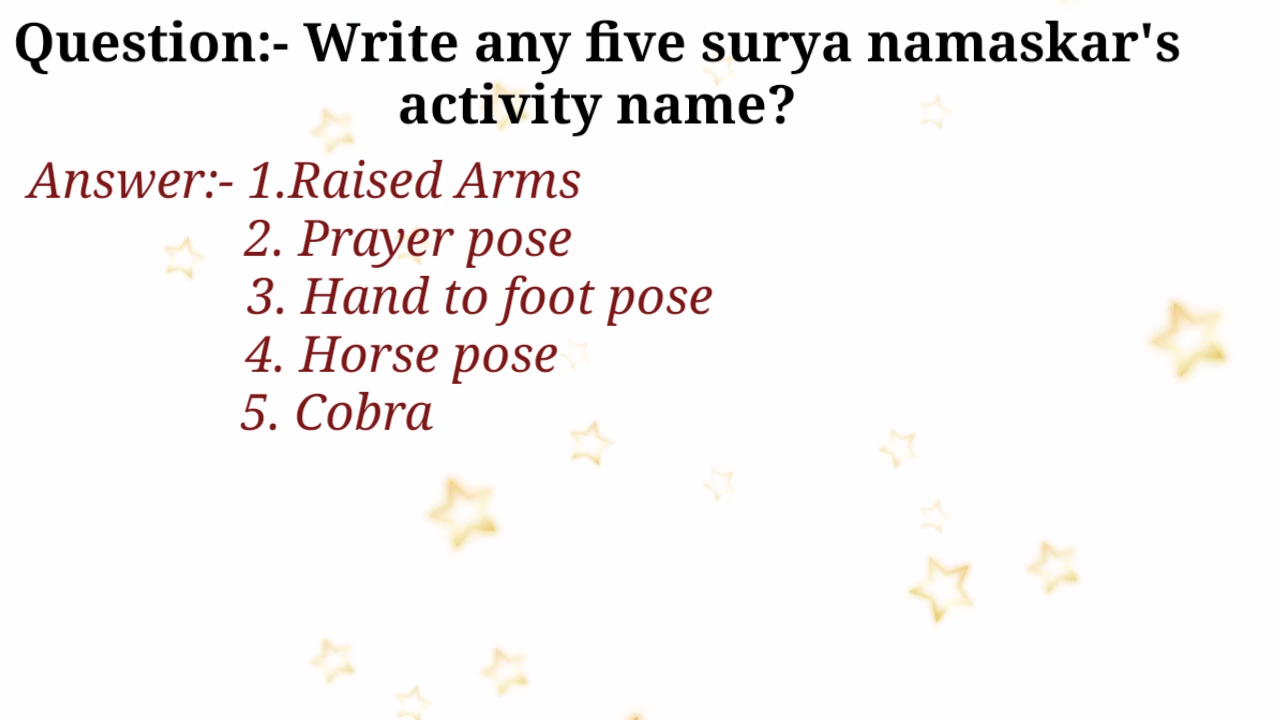 Question:- Write any five surya namaskar's
activity name?
Answer:- 1.Raised Arms
2. Prayer pose
3. Hand to foot pose
4. Horse pose
5. Cobra